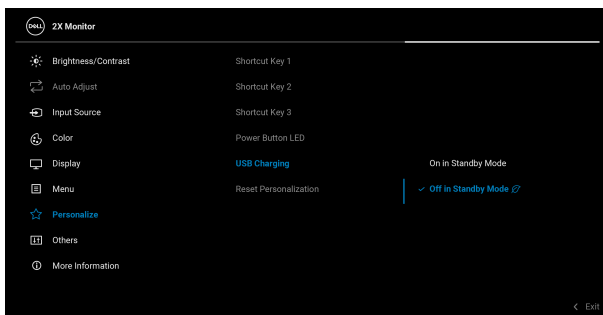 DELL 2X Monitor
Brightness/Contrast Shortcut Key 1
Auto Adjust Shortcut Key 2
Input Source Shortcut Key 3
Color Power Button LED
Display USB Charging On in Standby Mode
Menu Reset Personalization Off in Standby Mode
Personalize
Others
More Information
Exit